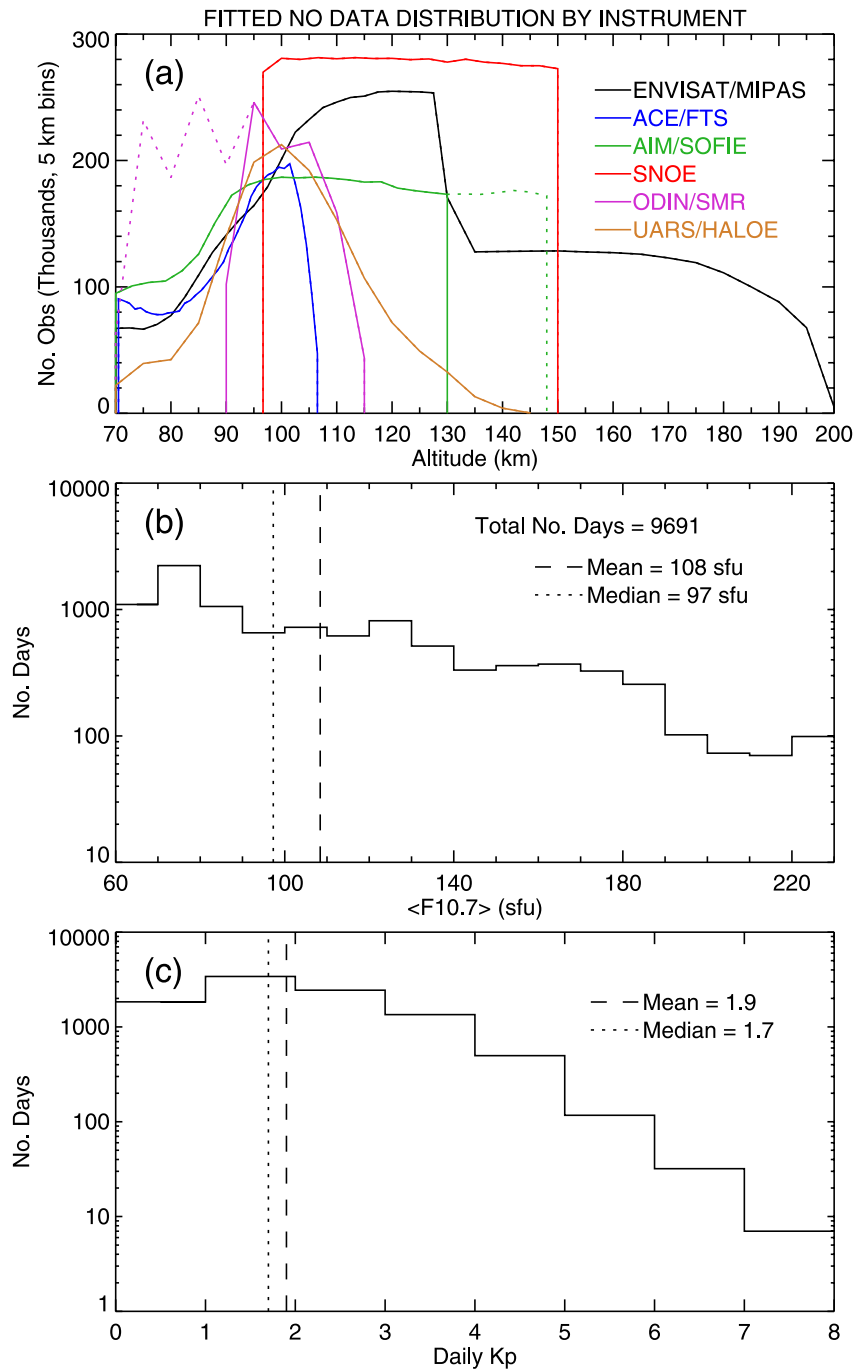 FITTED NO DATA DISTRIBUTION BY INSTRUMENT
(a)
300
200
100
0
No. Obs (Thousands, 5 km bins)
ENVISAT/MIPAS
ACE/FTS
AIM/SOFIE
SNOE
ODIN/SMR
UARS/HALOE
70 80 90 100 110 120 130 140 150 160 170 180 190 200
Altitude (km)
(b)
10000
1000
100
10
No. Days
Total No. Days = 9691
Mean = 108 sfu
Median = 97 sfu
60 100 140 180 220
<F10.7> (sfu)
(c)
10000
1000
100
10
1
No. Days
Mean = 1.9
Median = 1.7
0 1 2 3 4 5 6 7 8
Daily Kp